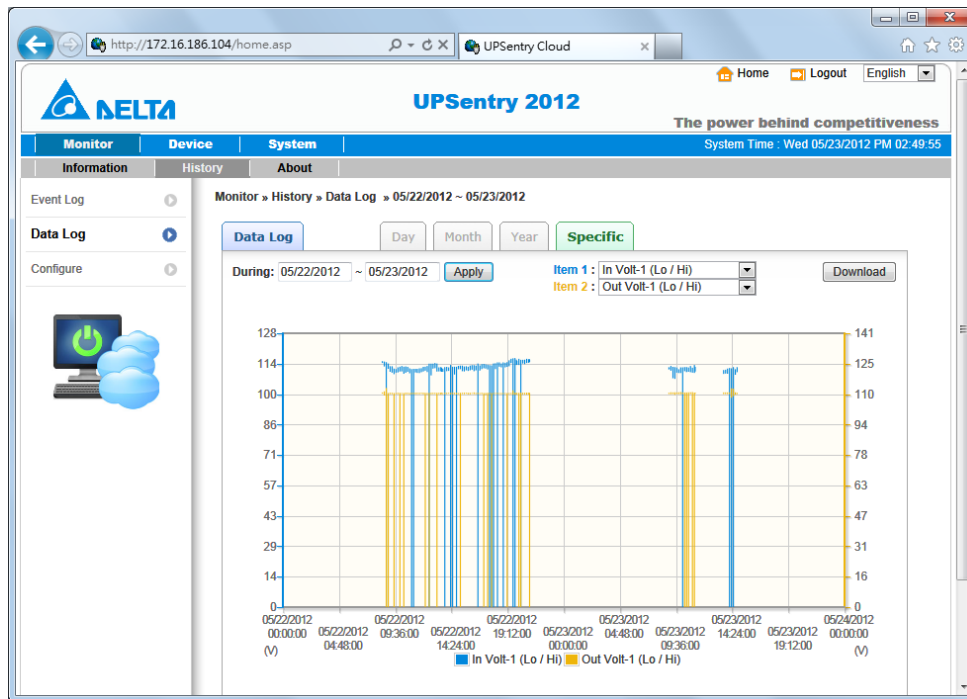 http://172.16.186.104/home.asp
UPSentry Cloud
Home
Logout
English
DELTA
UPSentry 2012
The power behind competitiveness
Monitor
Device
System
System Time : Wed 05/23/2012 PM 02:49:55
Information
History
About
Event Log
Data Log
Configure
Monitor » History » Data Log » 05/22/2012 ~ 05/23/2012
Data Log
Day
Month
Year
Specific
During: 05/22/2012 ~ 05/23/2012
Apply
Item 1 : In Volt-1 (Lo / Hi)
Item 2 : Out Volt-1 (Lo / Hi)
Download
128 141
114 125
100 110
86 94
71 78
57 63
43 47
29 31
14 16
0 0
05/22/2012 00:00:00
05/22/2012 04:48:00
05/22/2012 09:36:00
05/22/2012 14:24:00
05/22/2012 19:12:00
05/23/2012 00:00:00
05/23/2012 04:48:00
05/23/2012 09:36:00
05/23/2012 14:24:00
05/23/2012 19:12:00
05/24/2012 00:00:00
(V) (V)
In Volt-1 (Lo / Hi) Out Volt-1 (Lo / Hi)